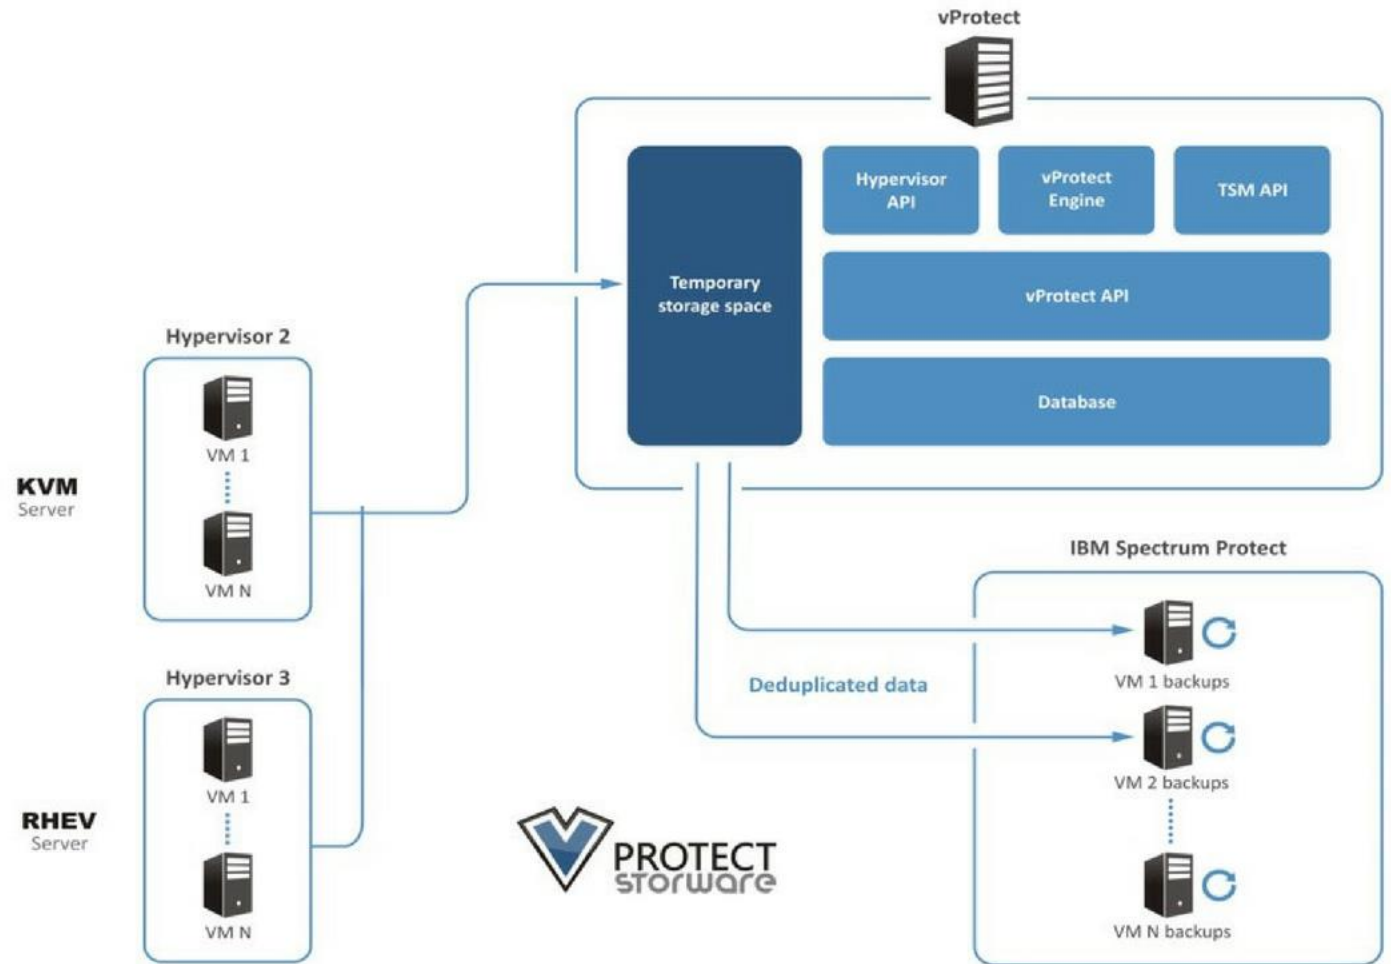 vProtect
Hypervisor
API
vProtect
Engine
TSM API
Temporary
storage space
vProtect API
Database
Hypervisor 2
VM 1
VM N
KVM
Server
Hypervisor 3
VM 1
VM N
RHEV
Server
IBM Spectrum Protect
VM 1 backups
Deduplicated data
VM 2 backups
VM N backups
V PROTECT
STORWARE